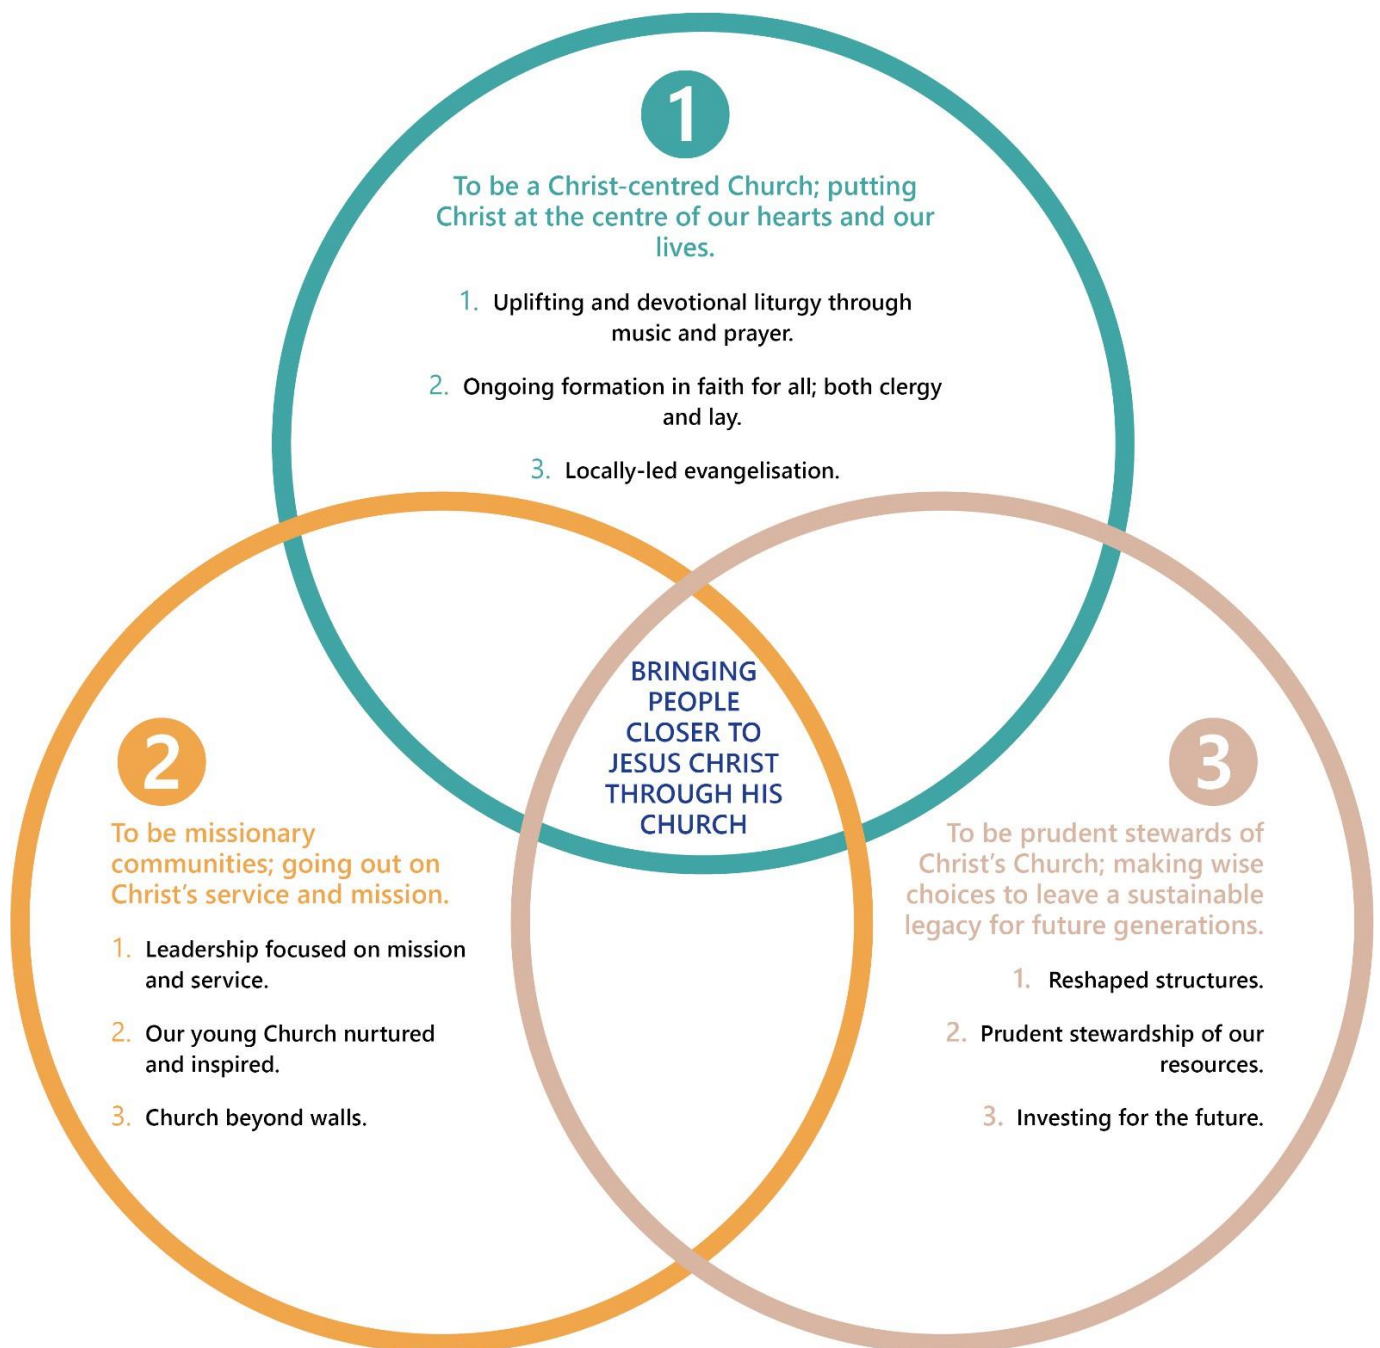 1
To be a Christ-centred Church; putting
Christ at the centre of our hearts and our
lives.
1. Uplifting and devotional liturgy through
music and prayer.
2. Ongoing formation in faith for all; both clergy
and lay.
3. Locally-led evangelisation.
BRINGING
PEOPLE
CLOSER TO
JESUS CHRIST
THROUGH HIS
CHURCH
2
To be missionary
communities; going out on
Christ’s service and mission.
1. Leadership focused on mission
and service.
2. Our young Church nurtured
and inspired.
3. Church beyond walls.
3
To be prudent stewards of
Christ’s Church; making wise
choices to leave a sustainable
legacy for future generations.
1. Reshaped structures.
2. Prudent stewardship of our
resources.
3. Investing for the future.